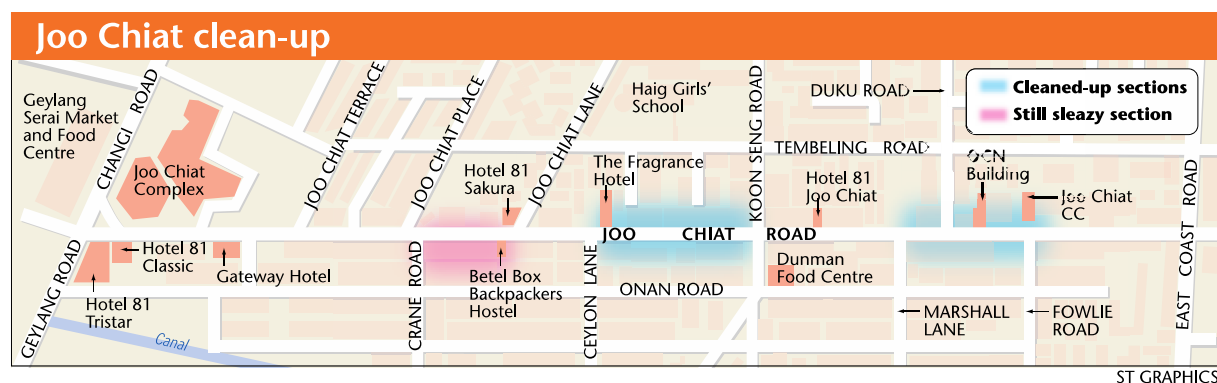 Joo Chiat clean-up
Geylang
Serai Market
and Food
Centre
CHANGI ROAD
Joo Chiat
Complex
JOO CHIAT TERRACE
JOO CHIAT PLACE
JOO CHIAT LANE
Haig Girls'
School
KOON SENG ROAD
DUKU ROAD
Cleaned-up sections
Still sleazy section
TEMBELING ROAD
Hotel 81
Sakura
The Fragrance
Hotel
Hotel 81
Joo Chiat
OCN
Building
Joo Chiat
CC
EAST COAST ROAD
JOO CHIAT ROAD
GEYLANG ROAD
Hotel 81
Classic
Gateway Hotel
Hotel 81
Tristar
Canal
CRANE ROAD
Betel Box
Backpackers
Hostel
CEYLON LANE
ONAN ROAD
Dunman
Food Centre
MARSHALL
LANE
FOWLIE
ROAD
ST GRAPHICS